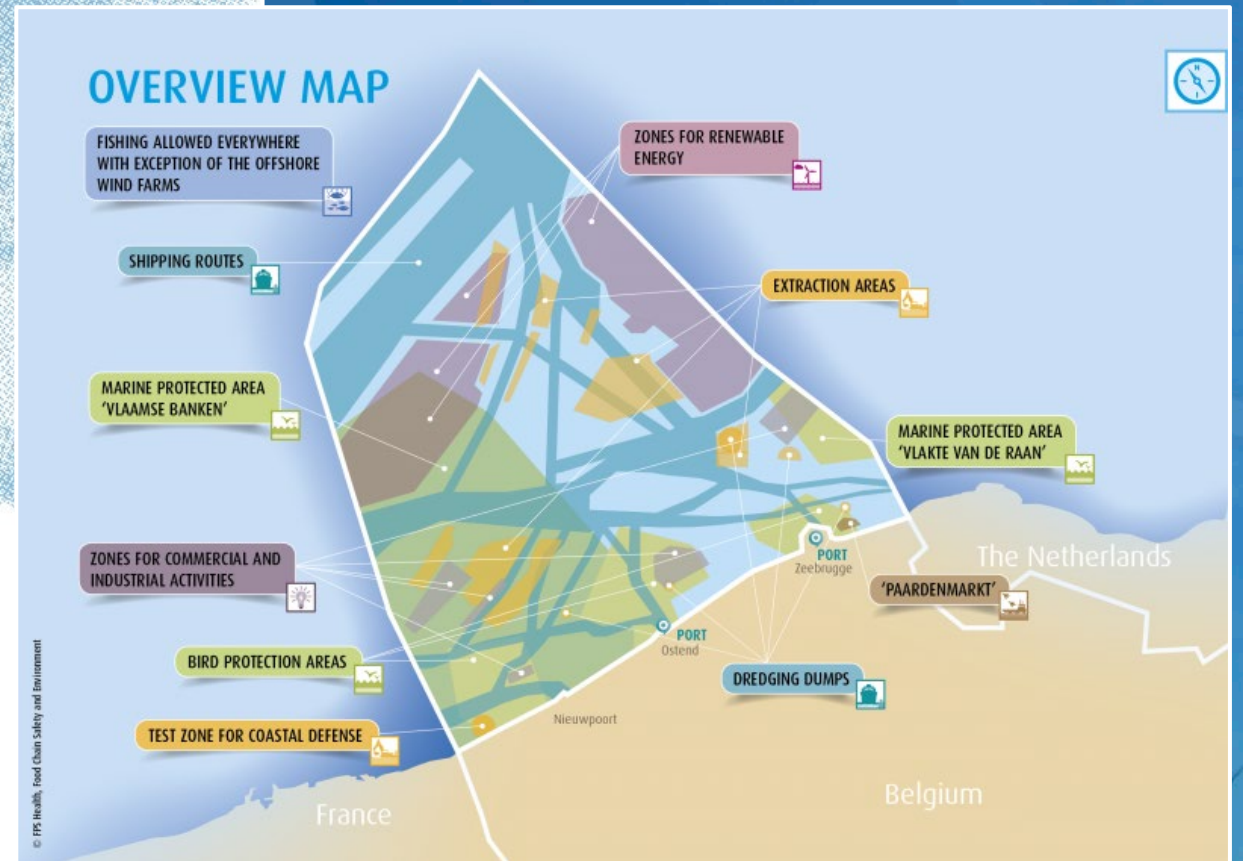 OVERVIEW MAP
FISHING ALLOWED EVERYWHERE
WITH EXCEPTION OF THE OFFSHORE
WIND FARMS
ZONES FOR RENEWABLE
ENERGY
SHIPPING ROUTES
EXTRACTION AREAS
MARINE PROTECTED AREA
‘VLAAMSE BANKEN’
MARINE PROTECTED AREA
‘VLAKTE VAN DE RAAN’
ZONES FOR COMMERCIAL AND
INDUSTRIAL ACTIVITIES
PORT
Zeebrugge
The Netherlands
‘PAARDENMARKT’
BIRD PROTECTION AREAS
PORT
Ostend
DREDGING DUMPS
Nieuwpoort
TEST ZONE FOR COASTAL DEFENSE
France
Belgium
© FPS Health, Food Chain Safety and Environment